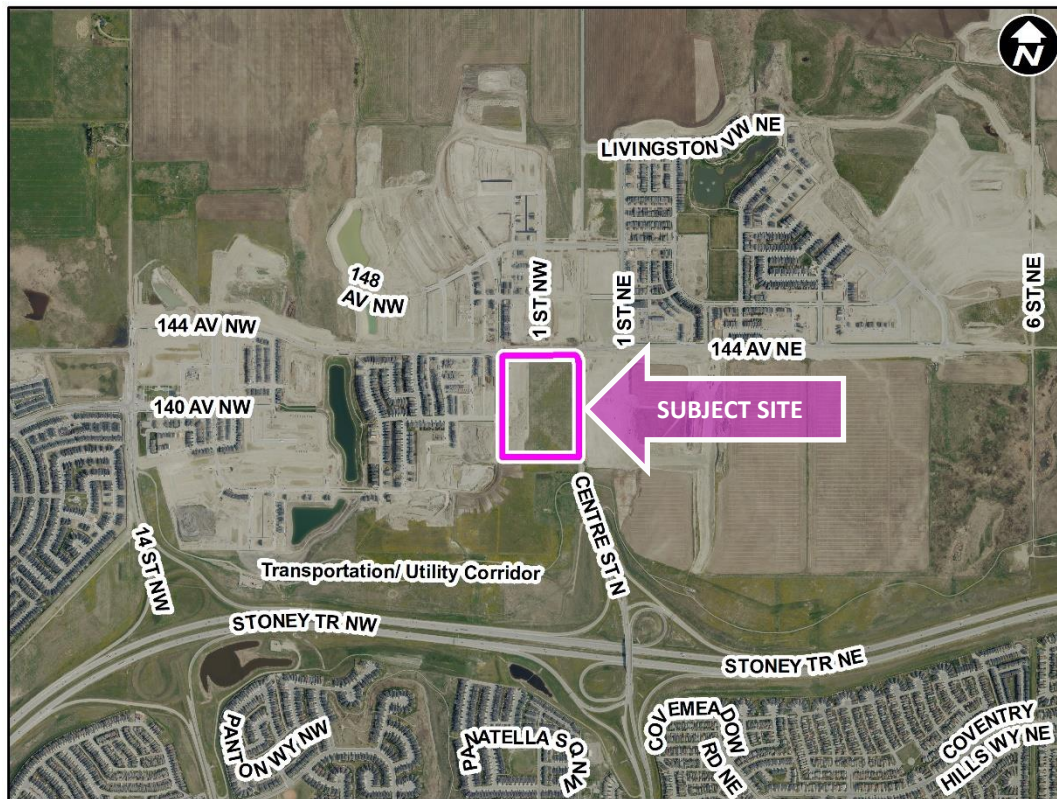 N
LIVINGSTON VW NE
148
AV NW
1 ST NW
1 ST NE
6 ST NE
144 AV NW
144 AV NE
SUBJECT SITE
140 AV NW
CENTRE ST N
14 ST NW
Transportation/ Utility Corridor
STONEY TR NW
STONEY TR NE
PANTON WY NW
PANATELLA SQ NW
COVEMEADOW
RD NE
COVENTRY
HILLS WY NE